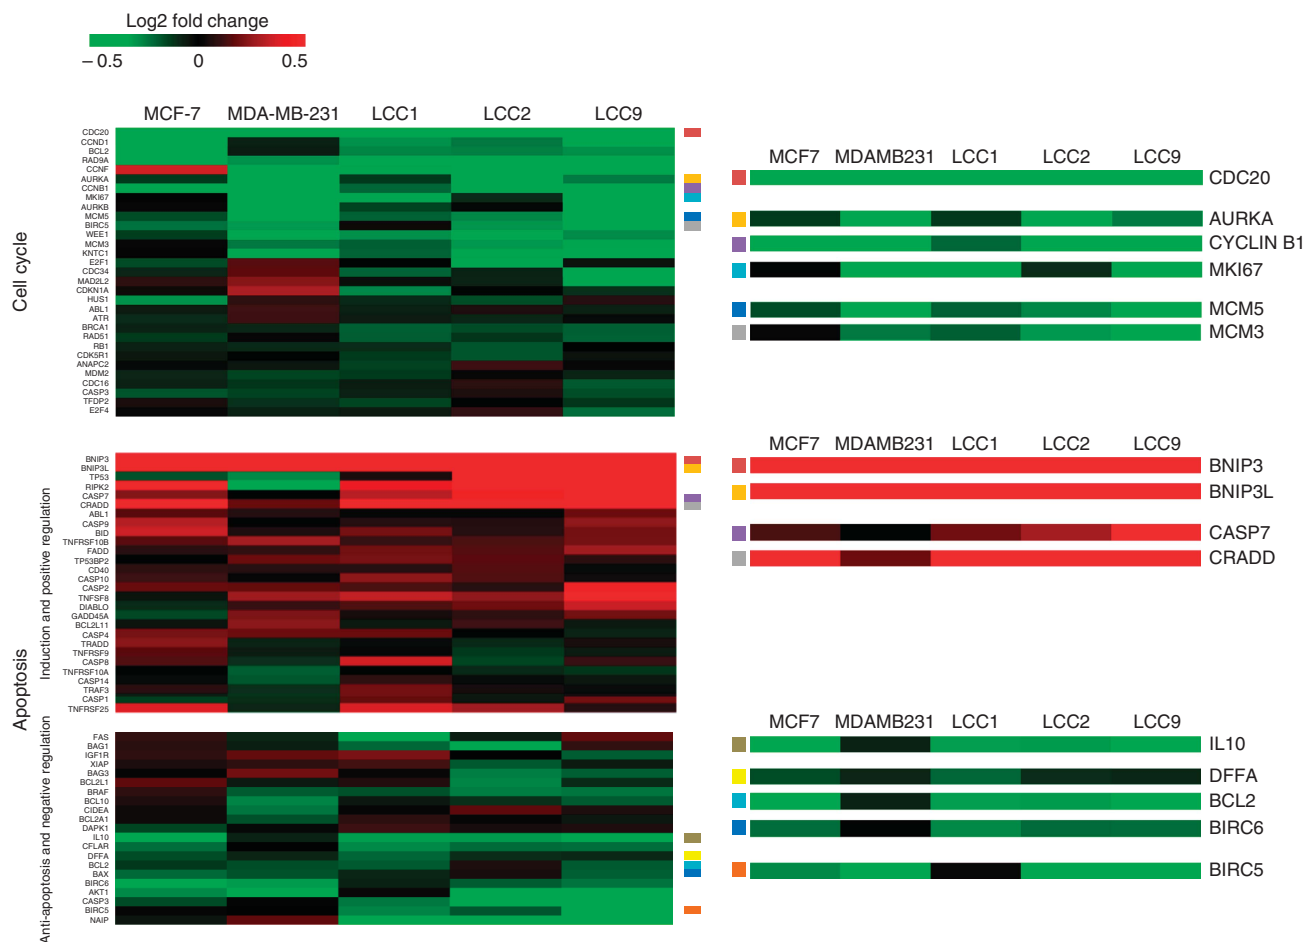 Log2 fold change
– 0.5 0 0.5
MCF-7 MDA-MB-231 LCC1 LCC2 LCC9
Cell cycle
CDC20
CCND1
BCL2
RAD9A
CCNF
AURKA
CCNB1
MKI67
AURKB
MCM5
BIRC5
WEE1
MCM3
KNTC1
E2F1
CDC34
MAD2L2
CDKN1A
HUS1
ABL1
ATR
BRCA1
RAD51
RB1
CDK5R1
ANAPC2
MDM2
CDC16
CASP3
TFDP2
E2F4
MCF7 MDAMB231 LCC1 LCC2 LCC9
CDC20
AURKA
CYCLIN B1
MKI67
MCM5
MCM3
Apoptosis
Induction and positive regulation
BNIP3
BNIP3L
TP53
RIPK2
CASP7
CRADD
ABL1
CASP9
BID
TNFRSF10B
FADD
TP53BP2
CD40
CASP10
CASP2
TNFSF8
DIABLO
GADD45A
BCL2L11
CASP4
TRADD
TNFRSF9
CASP8
TNFRSF10A
CASP14
TRAF3
CASP1
TNFRSF25
MCF7 MDAMB231 LCC1 LCC2 LCC9
BNIP3
BNIP3L
CASP7
CRADD
Anti-apoptosis and negative regulation
FAS
BAG1
IGF1R
XIAP
BAG3
BCL2L1
BRAF
BCL10
CIDEA
BCL2A1
DAPK1
IL10
CFLAR
DFFA
BCL2
BAX
BIRC6
AKT1
CASP3
BIRC5
NAIP
MCF7 MDAMB231 LCC1 LCC2 LCC9
IL10
DFFA
BCL2
BIRC6
BIRC5